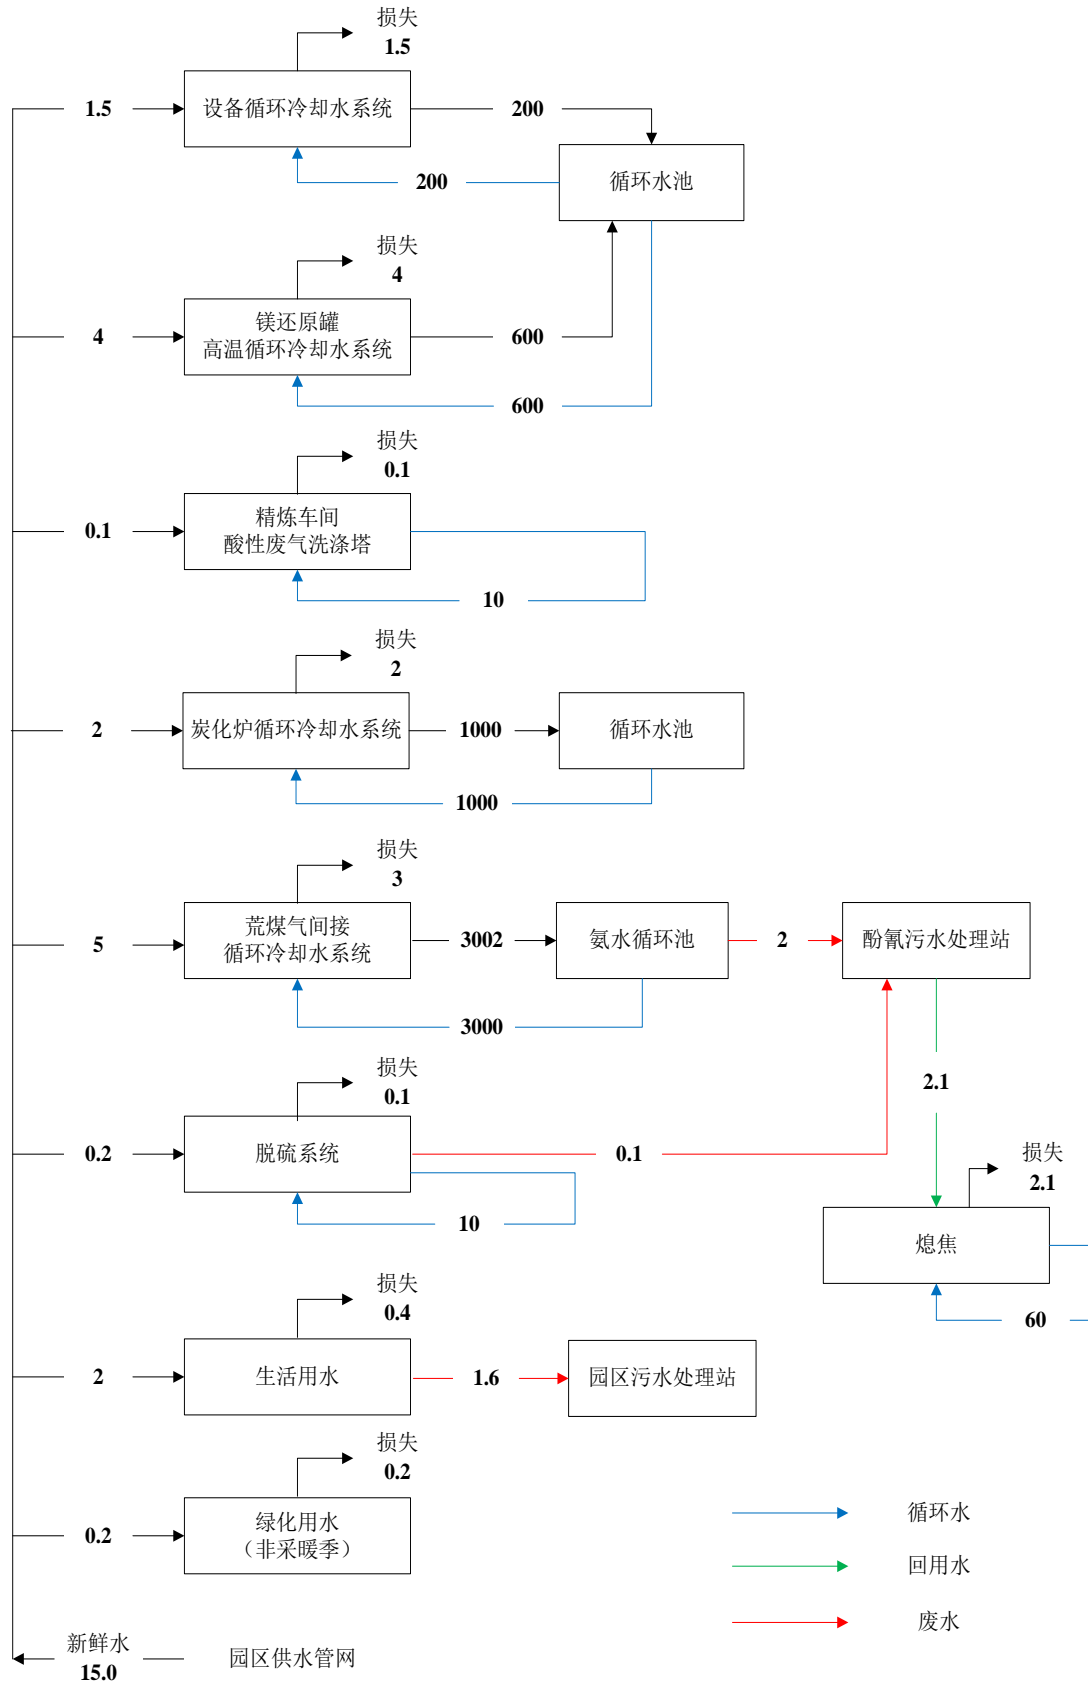 损失
1.5
1.5
设备循环冷却水系统
200
200
循环水池
损失
4
4
镁还原罐
高温循环冷却水系统
600
600
损失
0.1
0.1
精炼车间
酸性废气洗涤塔
10
损失
2
2
炭化炉循环冷却水系统
1000
循环水池
1000
损失
3
5
荒煤气间接
循环冷却水系统
3002
氨水循环池
2
酚氰污水处理站
3000
2.1
损失
0.1
0.2
脱硫系统
0.1
10
损失
2.1
熄焦
60
损失
0.4
2
生活用水
1.6
园区污水处理站
损失
0.2
0.2
绿化用水
（非采暖季）
循环水
回用水
废水
新鲜水
15.0
园区供水管网